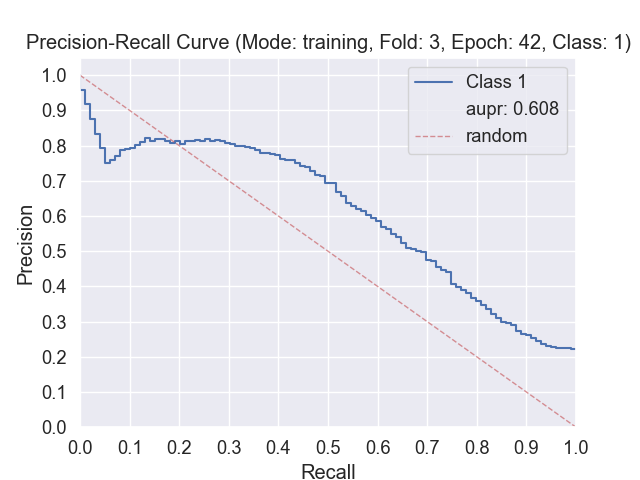 Precision-Recall Curve (Mode: training, Fold: 3, Epoch: 42, Class: 1)
Class 1
aupr: 0.608
random
Precision
1.0
0.9
0.8
0.7
0.6
0.5
0.4
0.3
0.2
0.1
0.0
0.0 0.1 0.2 0.3 0.4 0.5 0.6 0.7 0.8 0.9 1.0
Recall